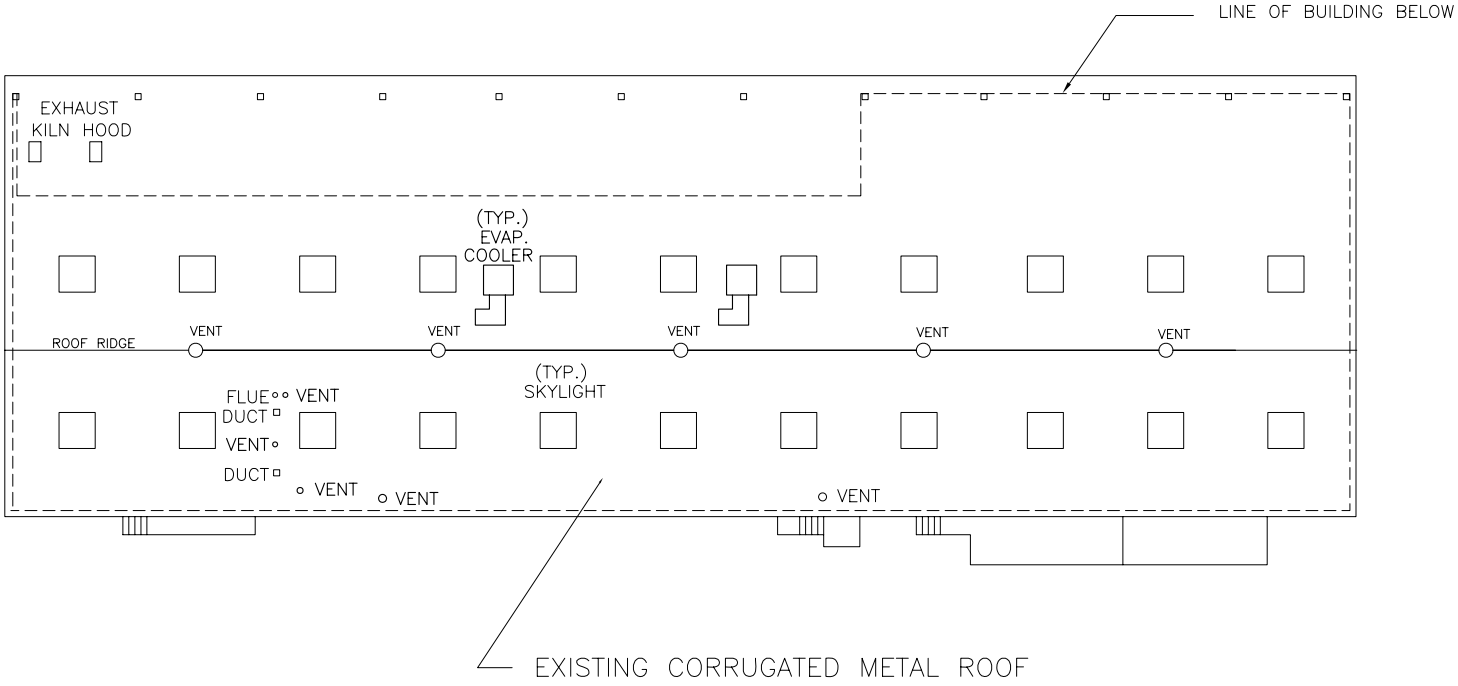 LINE OF BUILDING BELOW
EXHAUST
KILN HOOD
(TYP.)
EVAP.
COOLER
VENT
VENT
VENT
VENT
VENT
ROOF RIDGE
(TYP.)
SKYLIGHT
FLUE
VENT
DUCT
VENT
DUCT
VENT
VENT
VENT
EXISTING CORRUGATED METAL ROOF